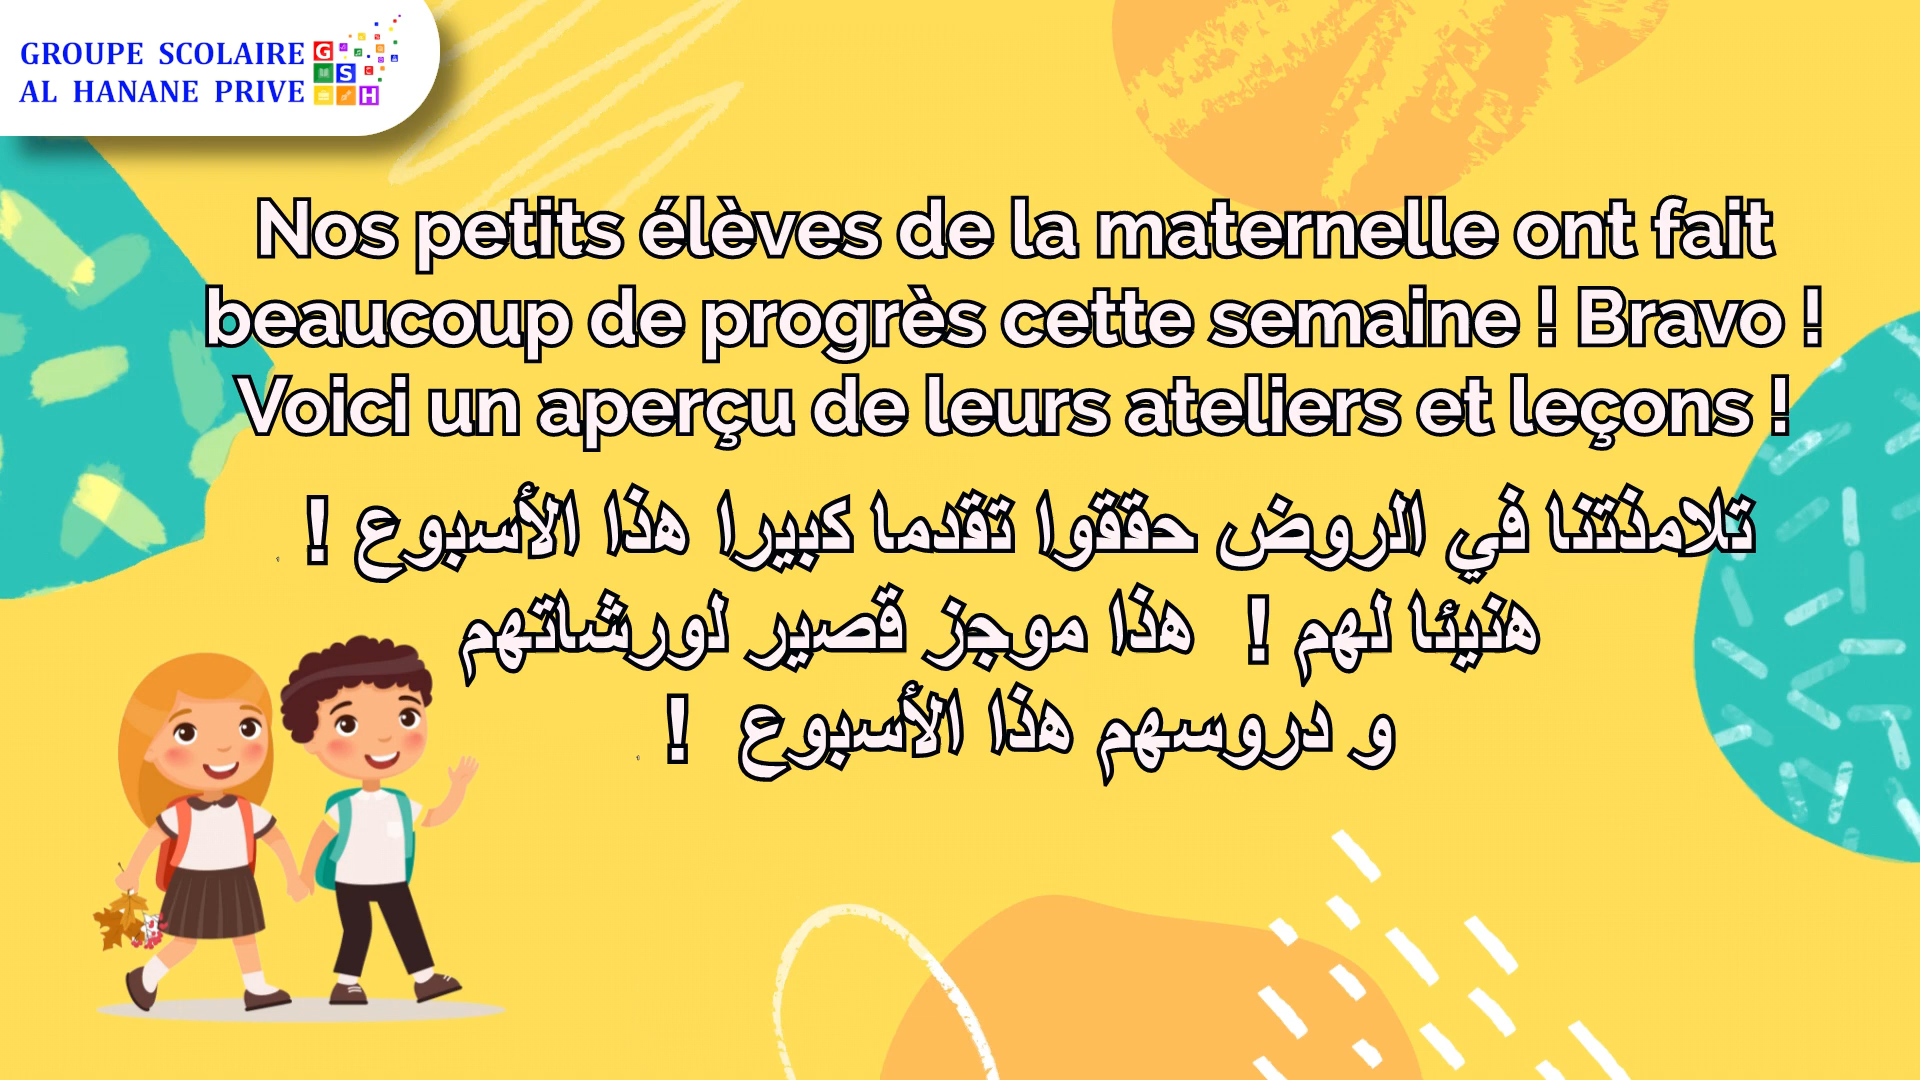 GROUPE SCOLAIRE
AL HANANE PRIVE
G
S
H
Nos petits élèves de la maternelle ont fait
beaucoup de progrès cette semaine ! Bravo !
Voici un aperçu de leurs ateliers et leçons !
تلامذتنا في الروض حققوا تقدما كبيرا هذا الأسبوع !
هنيئا لهم ! هذا موجز قصير لورشاتهم
و دروسهم هذا الأسبوع !